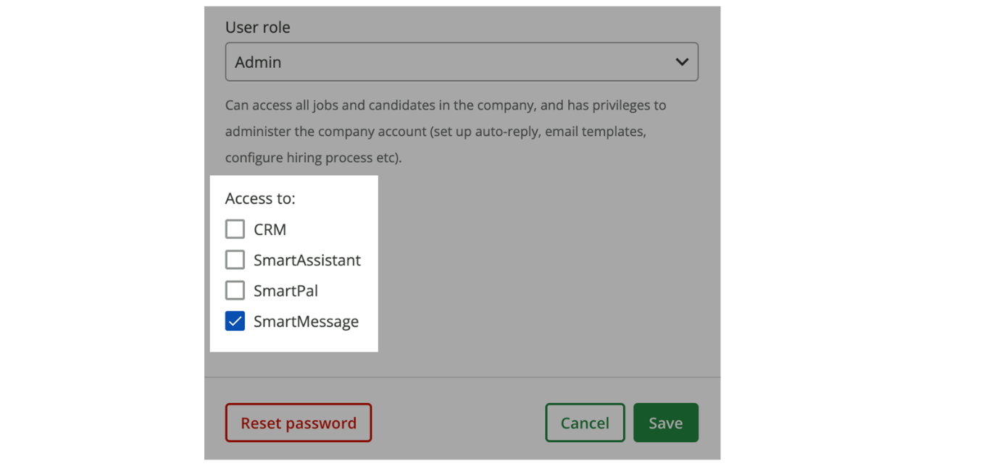 User role
Admin
Can access all jobs and candidates in the company, and has privileges to
administer the company account (set up auto-reply, email templates,
configure hiring process etc).
Access to:
CRM
SmartAssistant
SmartPal
SmartMessage
Reset password
Cancel
Save